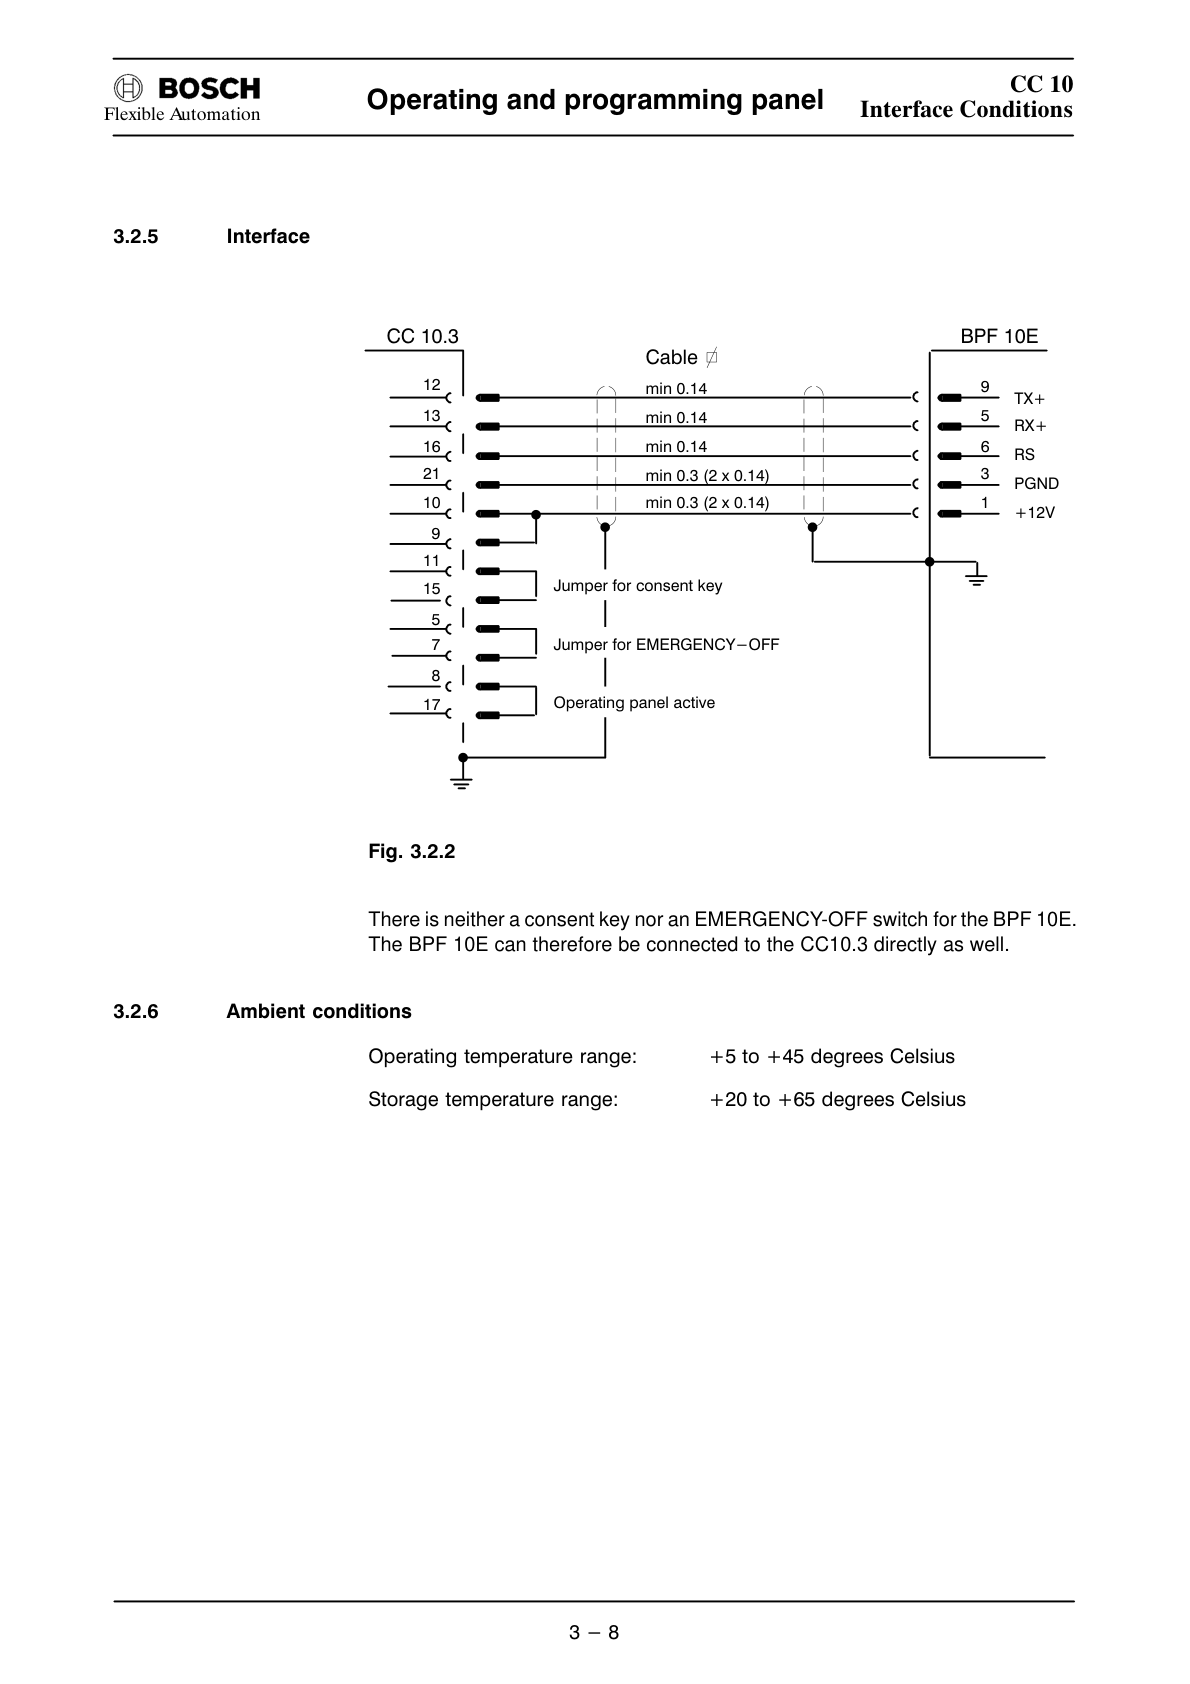 BOSCH
Flexible Automation
Operating and programming panel
CC 10
Interface Conditions
3.2.5 Interface
CC 10.3
BPF 10E
Cable
12 min 0.14 9 TX+
13 min 0.14 5 RX+
16 min 0.14 6 RS
21 min 0.3 (2 x 0.14) 3 PGND
10 min 0.3 (2 x 0.14) 1 +12V
9
11
15
Jumper for consent key
5
7
Jumper for EMERGENCY–OFF
8
17
Operating panel active
Fig. 3.2.2
There is neither a consent key nor an EMERGENCY-OFF switch for the BPF 10E.
The BPF 10E can therefore be connected to the CC10.3 directly as well.
3.2.6 Ambient conditions
Operating temperature range: +5 to +45 degrees Celsius
Storage temperature range: +20 to +65 degrees Celsius
3 – 8